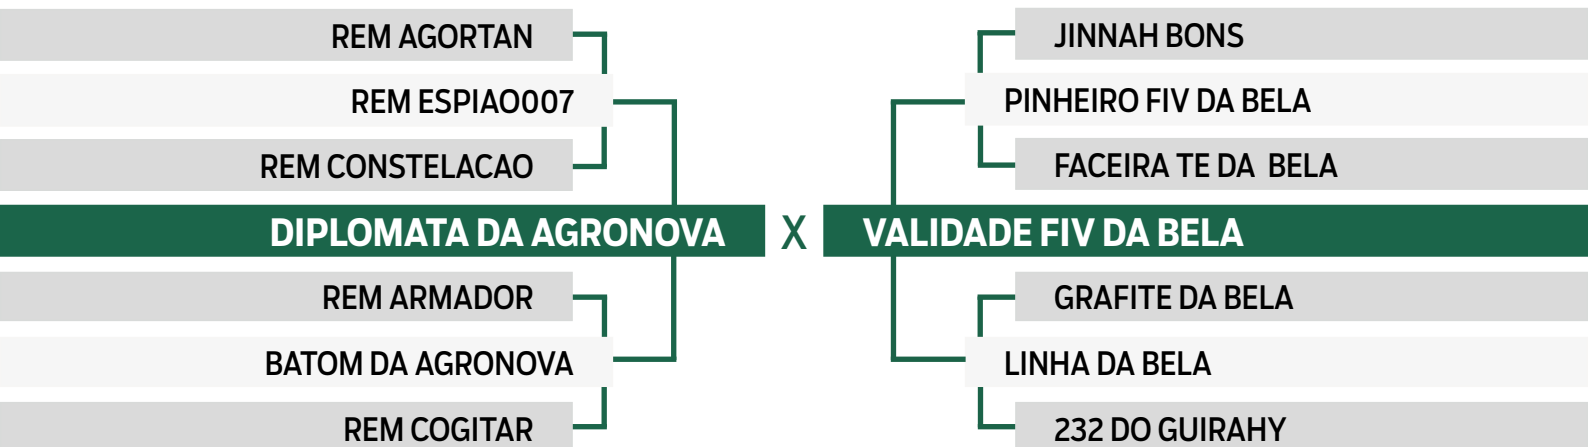 REM AGORTAN
REM ESPIAO007
REM CONSTELACAO
DIPLOMATA DA AGRONOVA
REM ARMADOR
BATOM DA AGRONOVA
REM COGITAR
X
JINNAH BONS
PINHEIRO FIV DA BELA
FACEIRA TE DA BELA
VALIDADE FIV DA BELA
GRAFITE DA BELA
LINHA DA BELA
232 DO GUIRAHY